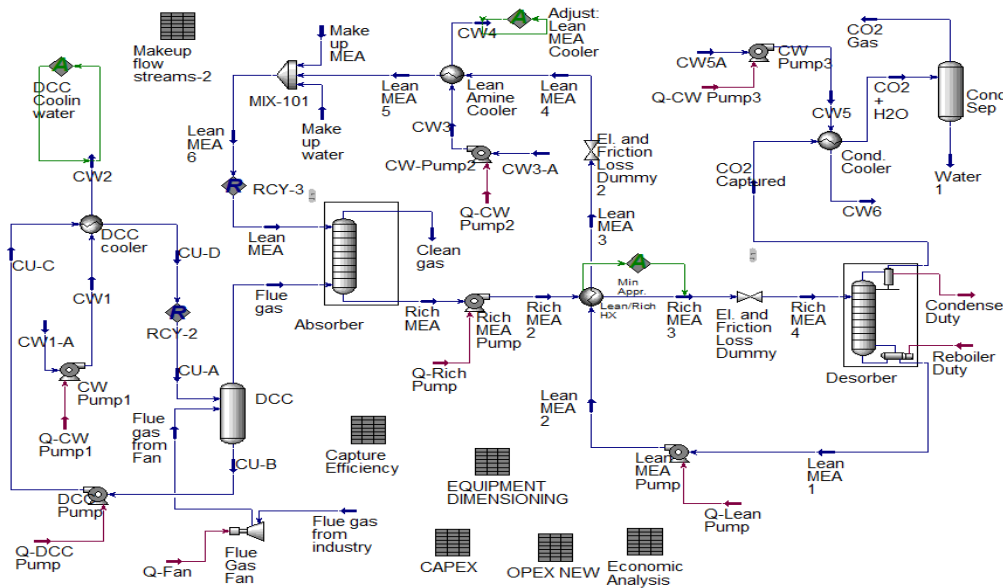 Makeup
flow
streams-2
DCC
Coolin
water
A
CW2
DCC
cooler
CU-C
CW1
CU-D
R
RCY-2
CW1-A
CW
Pump1
Q-CW
Pump1
CU-A
Flue
gas
from
Fan
DCC
CU-B
DCC
Pump
Q-DCC
Pump
Q-Fan
Flue
Gas
Fan
Flue gas
from
industry
Make
up
MEA
MIX-101
Make
up
water
Lean
MEA
6
R
RCY-3
Lean
MEA
Lean
MEA
5
CW4
A
Adjust:
Lean
MEA
Cooler
Lean
Amine
Cooler
Lean
MEA
4
CW3
CW-Pump2
CW3-A
Q-CW
Pump2
El. and
Friction
Loss
Dummy
2
Lean
MEA
3
Clean
gas
Flue
gas
Absorber
Rich
MEA
Rich
MEA
Pump
Q-Rich
Pump
Rich
MEA
2
A
Min
Appr.
Lean/Rich
HX
Rich
MEA
3
El. and
Friction
Loss
Dummy
Rich
MEA
4
Lean
MEA
2
Lean
MEA
Pump
Q-Lean
Pump
Lean
MEA
1
Desorber
Condenser
Duty
Reboiler
Duty
CO2
Captured
CW5A
CW
Pump3
Q-CW Pump3
CW5
Cond.
Cooler
CW6
CO2
+
H2O
CO2
Gas
Cond
Sep
Water
1
Capture
Efficiency
EQUIPMENT
DIMENSIONING
CAPEX
OPEX NEW
Economic
Analysis